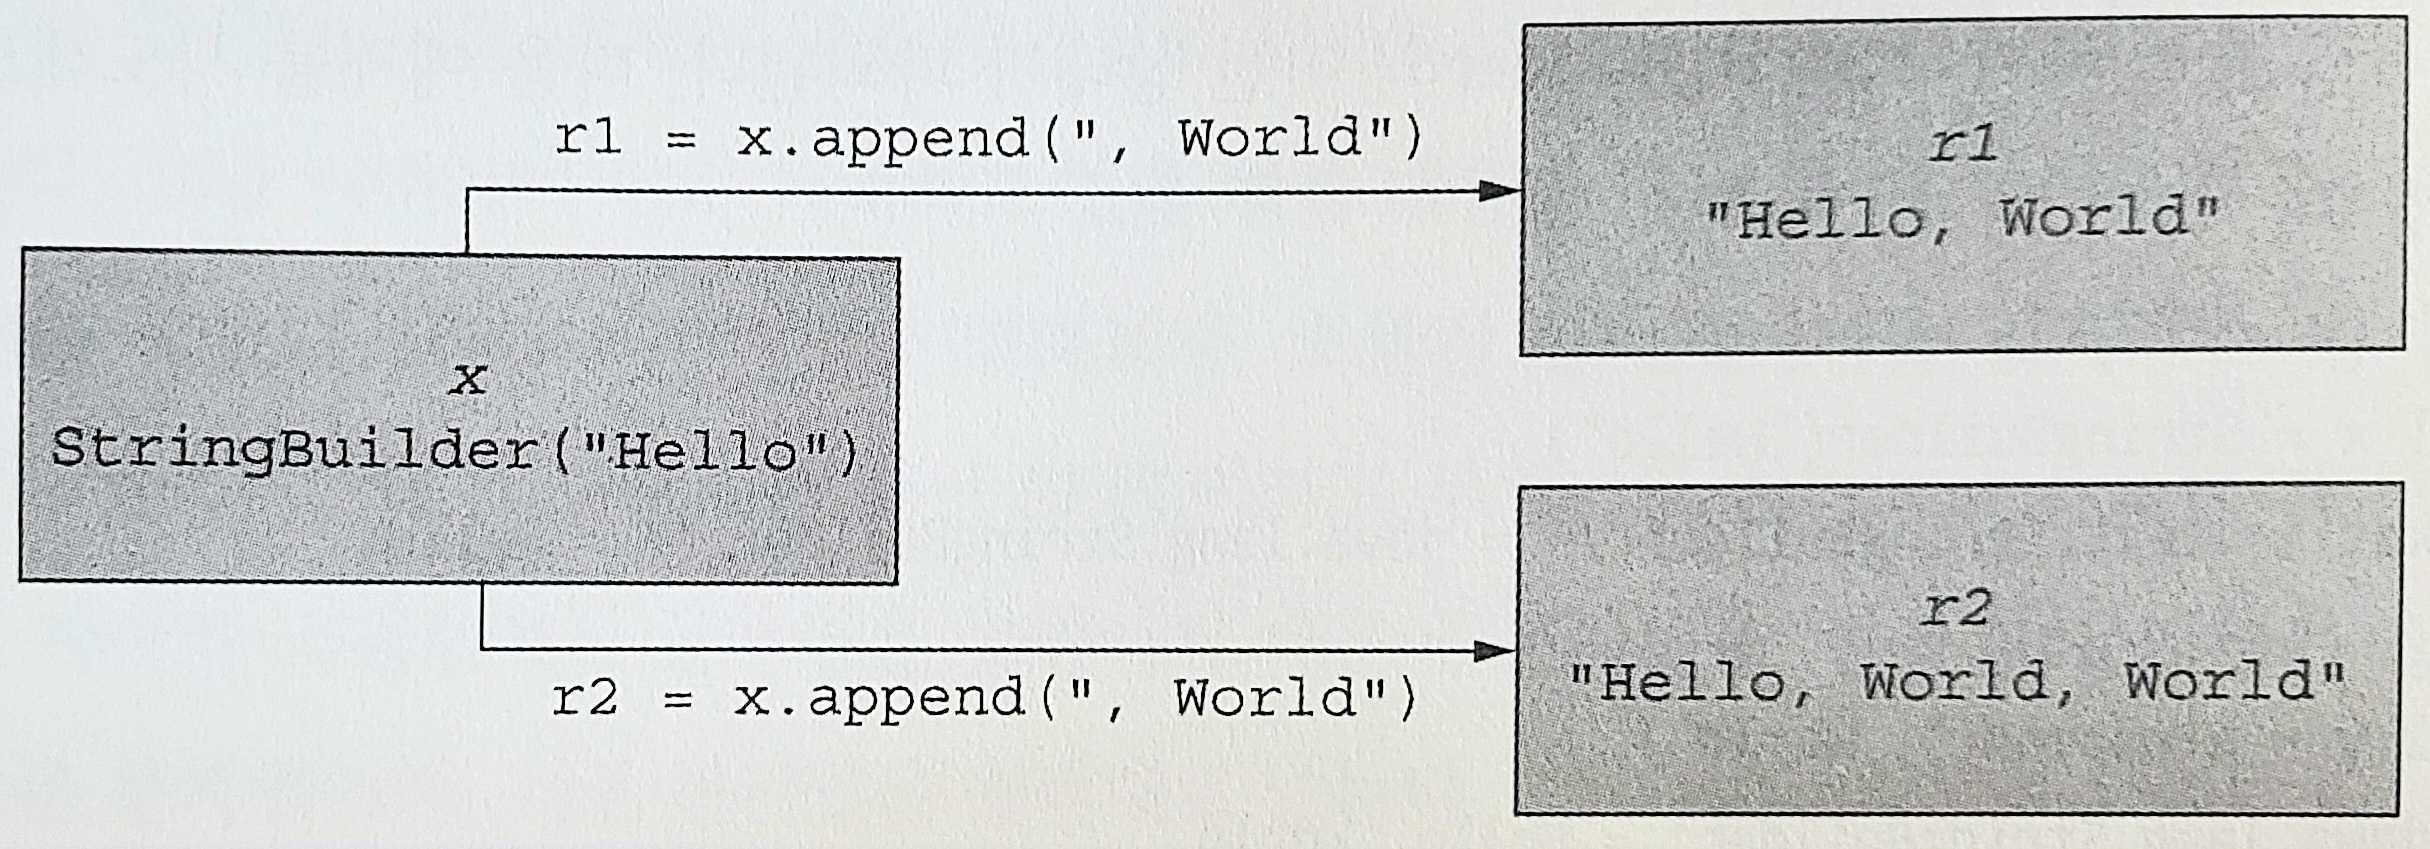 r1 = x.append(", World")
r1
"Hello, World"
x
StringBuilder("Hello")
r2
"Hello, World, World"
r2 = x.append(", World")